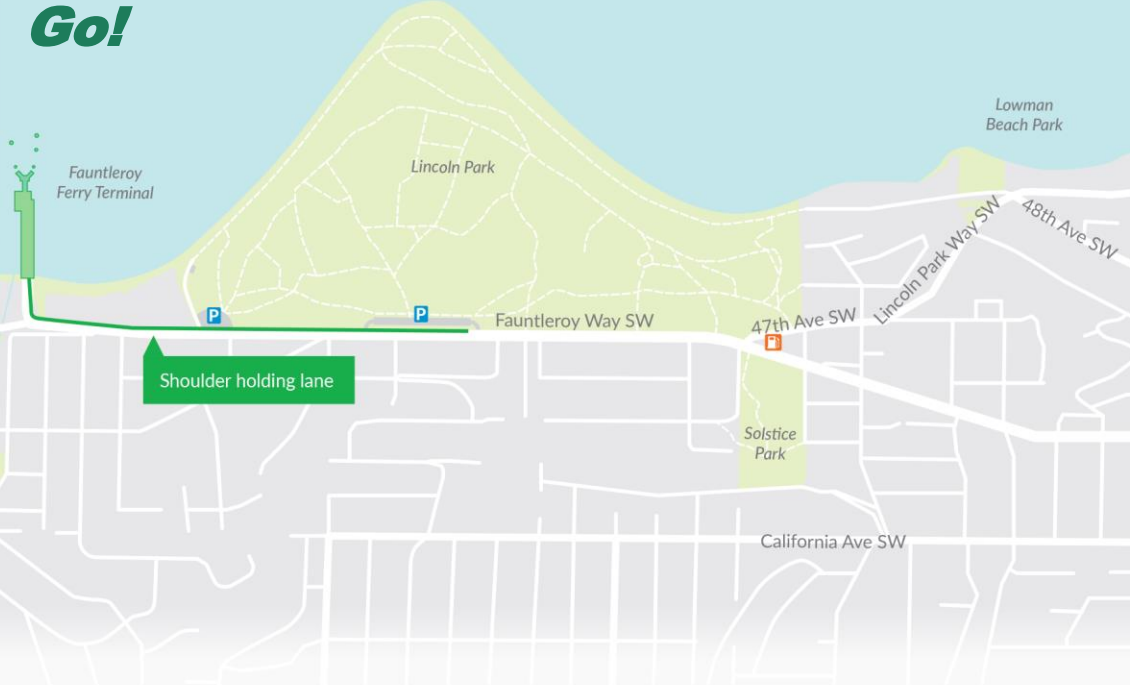 Go!
Lowman
Beach Park
Fauntleroy
Ferry Terminal
Lincoln Park
48th Ave SW
Lincoln Park Way SW
P
P
Fauntleroy Way SW
47th Ave SW
Shoulder holding lane
Solstice
Park
California Ave SW